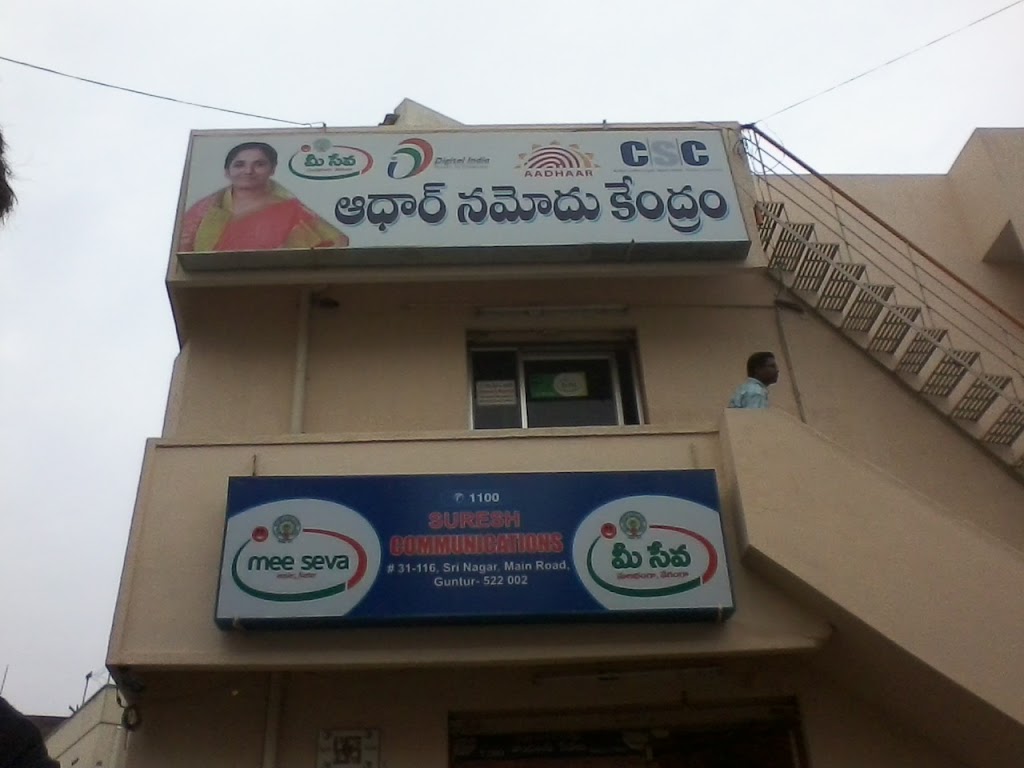 మీ సేవ
Digital India
AADHAAR
CSC
ఆధార్ నమోదు కేంద్రం
1100
SURESH
COMMUNICATIONS
# 31-116, Sri Nagar, Main Road,
Guntur- 522 002
mee seva
మీ సేవ